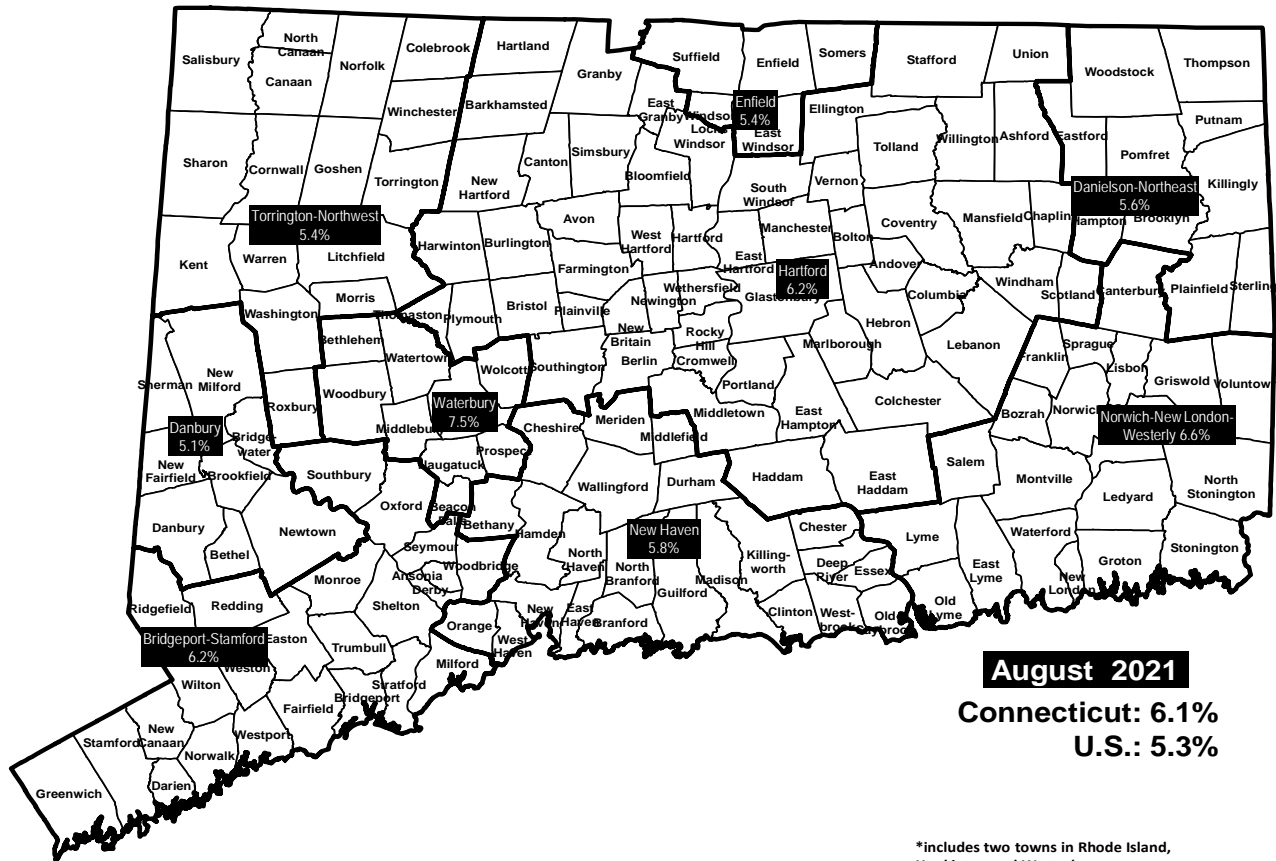 North
Canaan
Colebrook
Hartland
Suffield
Enfield
Somers
Stafford
Union
Woodstock
Thompson
Salisbury
Canaan
Norfolk
Granby
Winchester
Barkhamsted
East
Granby
Windsor
Locks
Enfield
5.4%
East
Windsor
Ellington
Putnam
Sharon
Cornwall
Goshen
Torrington
New
Hartford
Canton
Simsbury
Bloomfield
Windsor
Tolland
Willington
Ashford
Eastford
Pomfret
Killingly
Torrington-Northwest
5.4%
South
Windsor
Vernon
Danielson-Northeast
5.6%
Avon
West
Hartford
Hartford
Manchester
Bolton
Coventry
Mansfield
Chaplin
Hampton
Brooklyn
Kent
Warren
Litchfield
Harwinton
Burlington
Farmington
East
Hartford
Hartford
6.2%
Andover
Windham
Scotland
Canterbury
Plainfield
Sterling
Washington
Morris
Thomaston
Plymouth
Bristol
Plainville
Newington
Wethersfield
Glastonbury
Columbia
Hebron
Bethlehem
Watertown
New
Britain
Rocky
Hill
Marlborough
Lebanon
Franklin
Sprague
Lisbon
Griswold
Voluntown
Sherman
New
Milford
Roxbury
Woodbury
Wolcott
Southington
Berlin
Cromwell
Portland
Colchester
Bozrah
Norwich
Norwich-New London-
Westerly 6.6%
Danbury
5.1%
Bridge-
water
Waterbury
7.5%
Middlebury
Cheshire
Meriden
Middlefield
Middletown
East
Hampton
New
Fairfield
Brookfield
Southbury
Naugatuck
Prospect
Wallingford
Durham
Haddam
East
Haddam
Salem
Montville
Ledyard
North
Stonington
Danbury
Bethel
Newtown
Oxford
Beacon
Falls
Bethany
Hamden
New Haven
5.8%
Chester
Lyme
Waterford
Groton
Stonington
Seymour
Woodbridge
North
Haven
North
Branford
Killing-
worth
Deep
River
Essex
East
Lyme
New
London
Monroe
Ansonia
Derby
Madison
Guilford
Ridgefield
Redding
Shelton
Orange
New
Haven
East
Haven
Branford
Clinton
West-
brook
Old
Saybrook
Old
Lyme
Bridgeport-Stamford
6.2%
Easton
Weston
Trumbull
West
Haven
Milford
Wilton
Stratford
Bridgeport
Fairfield
New
Canaan
Stamford
Norwalk
Westport
Darien
Greenwich
August 2021
Connecticut: 6.1%
U.S.: 5.3%
*includes two towns in Rhode Island,